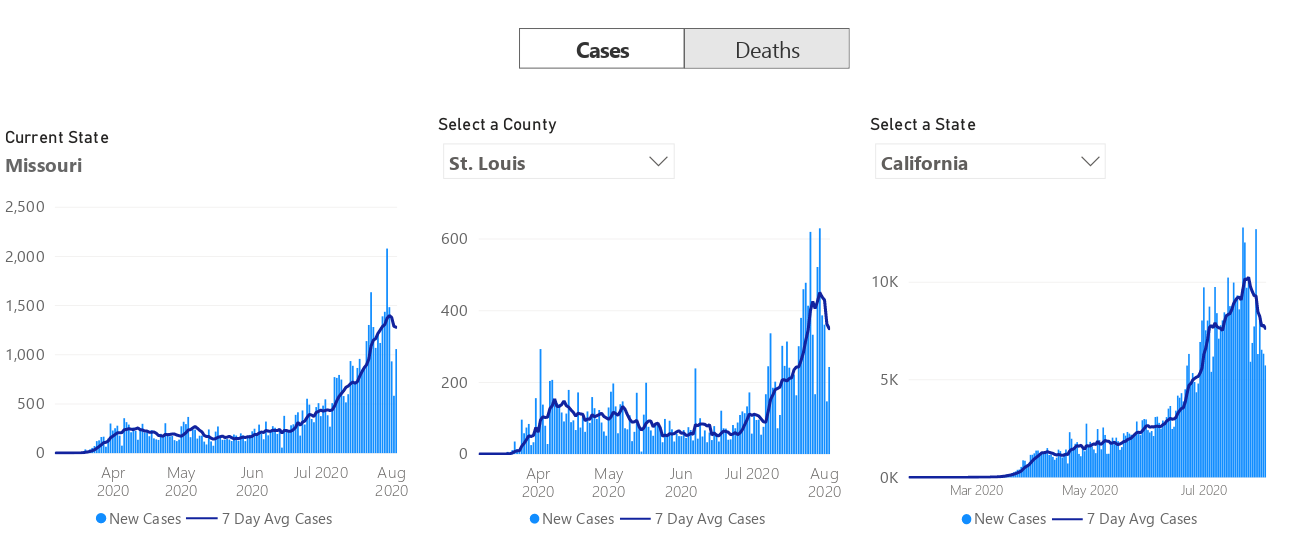 Cases Deaths
Current State
Missouri
Select a County
St. Louis
Select a State
California
2,500
2,000
1,500
1,000
500
0
Apr 2020
May 2020
Jun 2020
Jul 2020
Aug 2020
New Cases 7 Day Avg Cases
600
400
200
0
Apr 2020
May 2020
Jun 2020
Jul 2020
Aug 2020
New Cases 7 Day Avg Cases
10K
5K
0K
Mar 2020 May 2020 Jul 2020
New Cases 7 Day Avg Cases